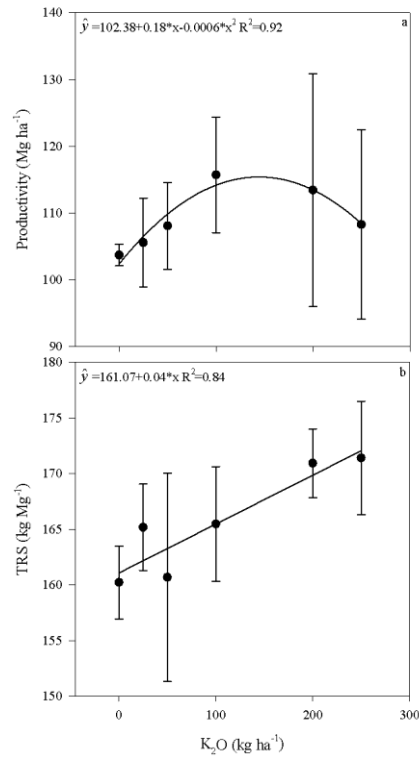 ŷ =102.38+0.18*x-0.0006*x² R²=0.92
a
140
130
120
110
100
90
Productivity (Mg ha⁻¹)
ŷ =161.07+0.04*x R²=0.84
b
180
175
170
165
160
155
150
TRS (kg Mg⁻¹)
0 100 200 300
K₂O (kg ha⁻¹)